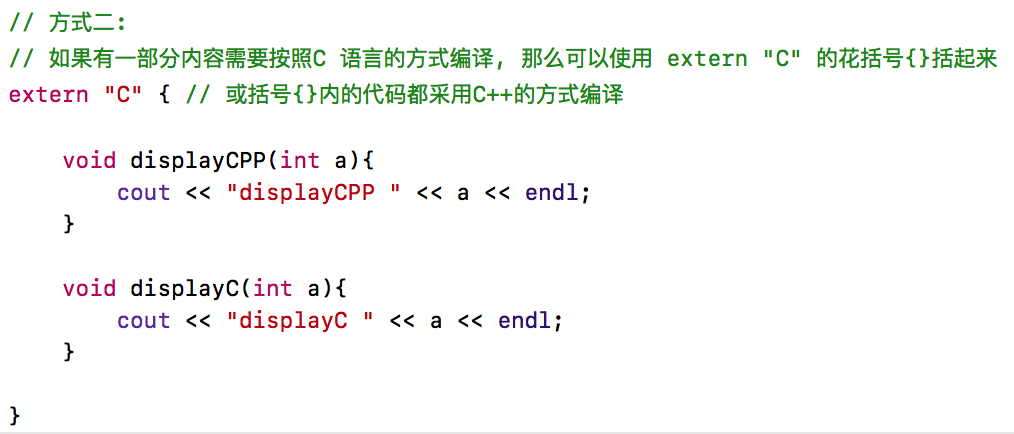 // 方式二:
// 如果有一部分内容需要按照C 语言的方式编译, 那么可以使用 extern "C" 的花括号{}括起来
extern "C" { // 或括号{}内的代码都采用C++的方式编译
    void displayCPP(int a){
        cout << "displayCPP " << a << endl;
    }
    void displayC(int a){
        cout << "displayC " << a << endl;
    }
}